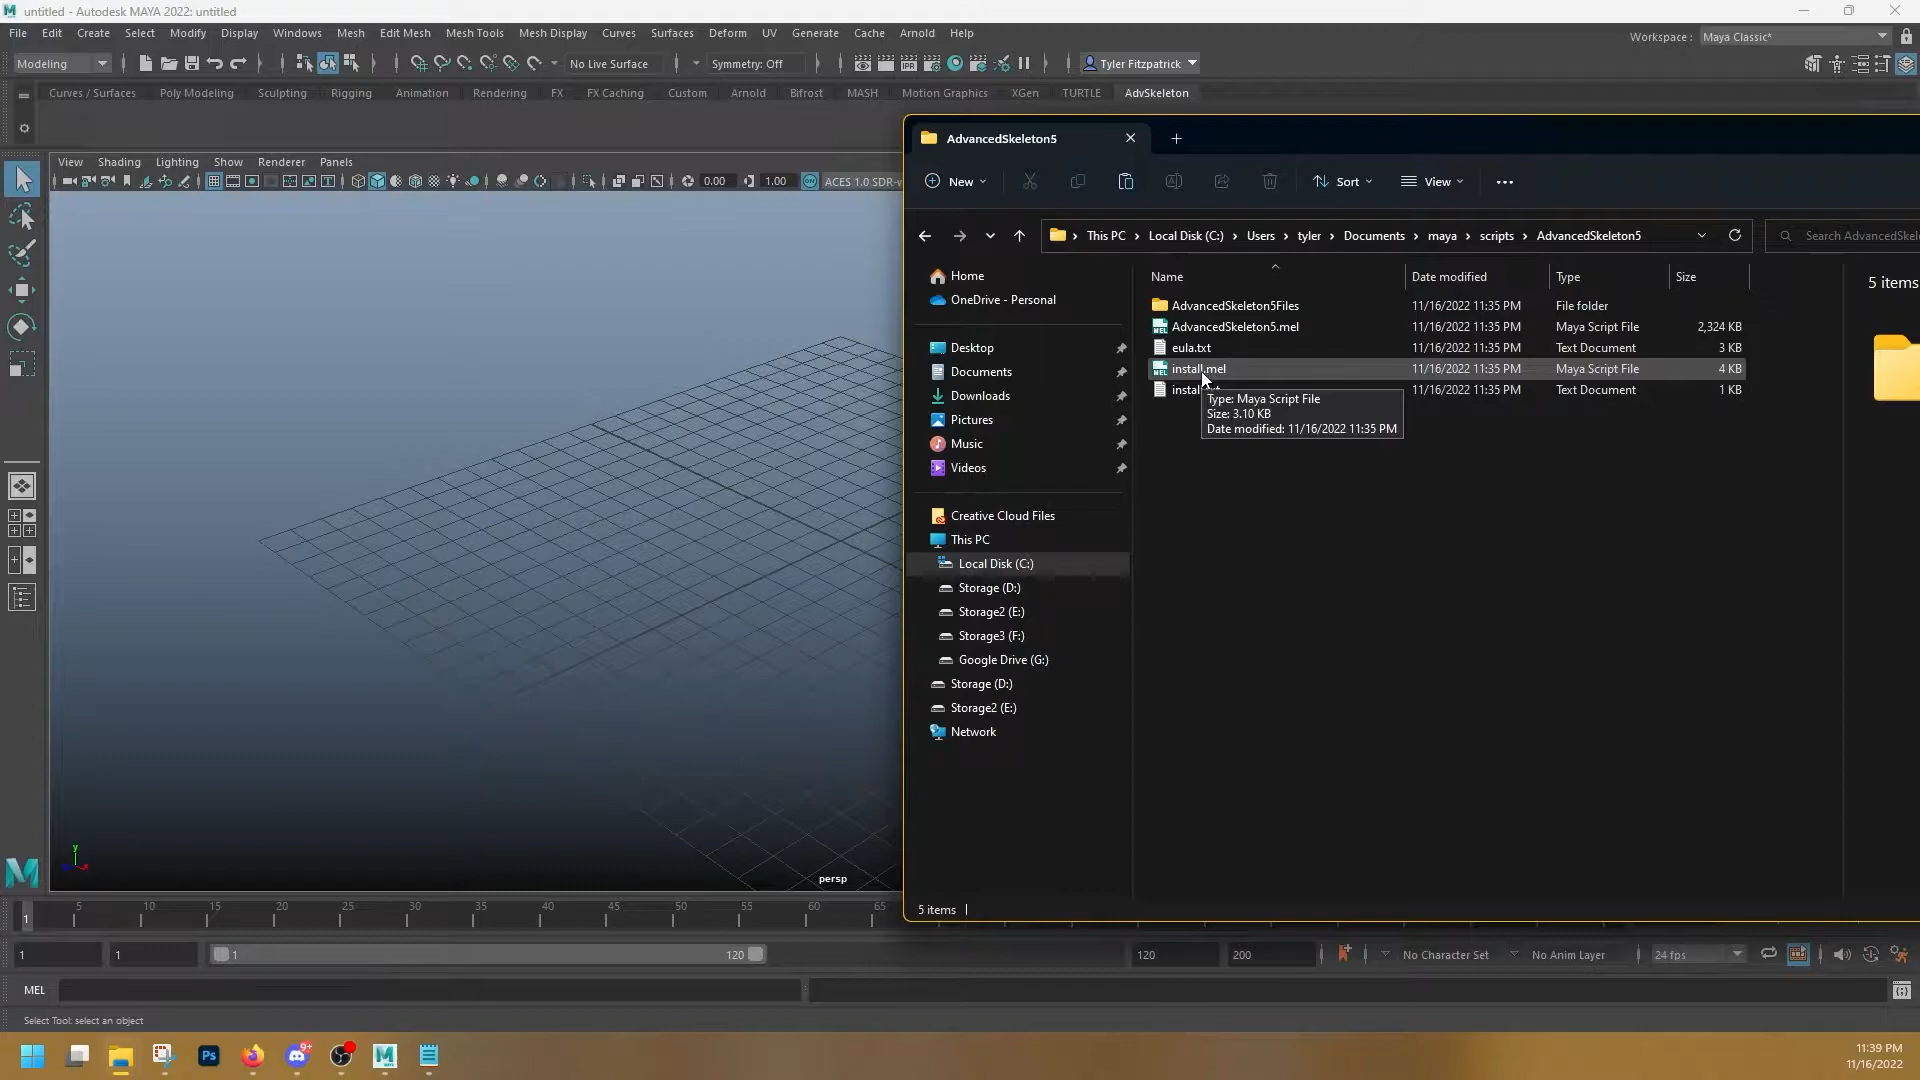 untitled - Autodesk MAYA 2022: untitled
File Edit Create Select Modify Display Windows Mesh Edit Mesh Mesh Tools Mesh Display Curves Surfaces Deform UV Generate Cache Arnold Help
Workspace : Maya Classic*
Modeling No Live Surface Symmetry: Off Tyler Fitzpatrick
Curves / Surfaces Poly Modeling Sculpting Rigging Animation Rendering FX FX Caching Custom Arnold Bifrost MASH Motion Graphics XGen TURTLE AdvSkeleton
View Shading Lighting Show Renderer Panels
0.00 1.00 ACES 1.0 SDR-v
AdvancedSkeleton5
New Sort View
This PC Local Disk (C:) Users tyler Documents maya scripts AdvancedSkeleton5
Search AdvancedSkele
Name Date modified Type Size
AdvancedSkeleton5Files 11/16/2022 11:35 PM File folder
AdvancedSkeleton5.mel 11/16/2022 11:35 PM Maya Script File 2,324 KB
eula.txt 11/16/2022 11:35 PM Text Document 3 KB
install.mel 11/16/2022 11:35 PM Maya Script File 4 KB
11/16/2022 11:35 PM Text Document 1 KB
Type: Maya Script File
Size: 3.10 KB
Date modified: 11/16/2022 11:35 PM
5 items
Home
OneDrive - Personal
Desktop
Documents
Downloads
Pictures
Music
Videos
Creative Cloud Files
This PC
Local Disk (C:)
Storage (D:)
Storage2 (E:)
Storage3 (F:)
Google Drive (G:)
Storage (D:)
Storage2 (E:)
Network
5 items
persp
y
x
5 10 15 20 25 30 35 40 45 50 55 60 65
1
1 1 1 120 120 200 No Character Set No Anim Layer 24 fps
MEL
Select Tool: select an object
Ps
9+
M
11:39 PM
11/16/2022